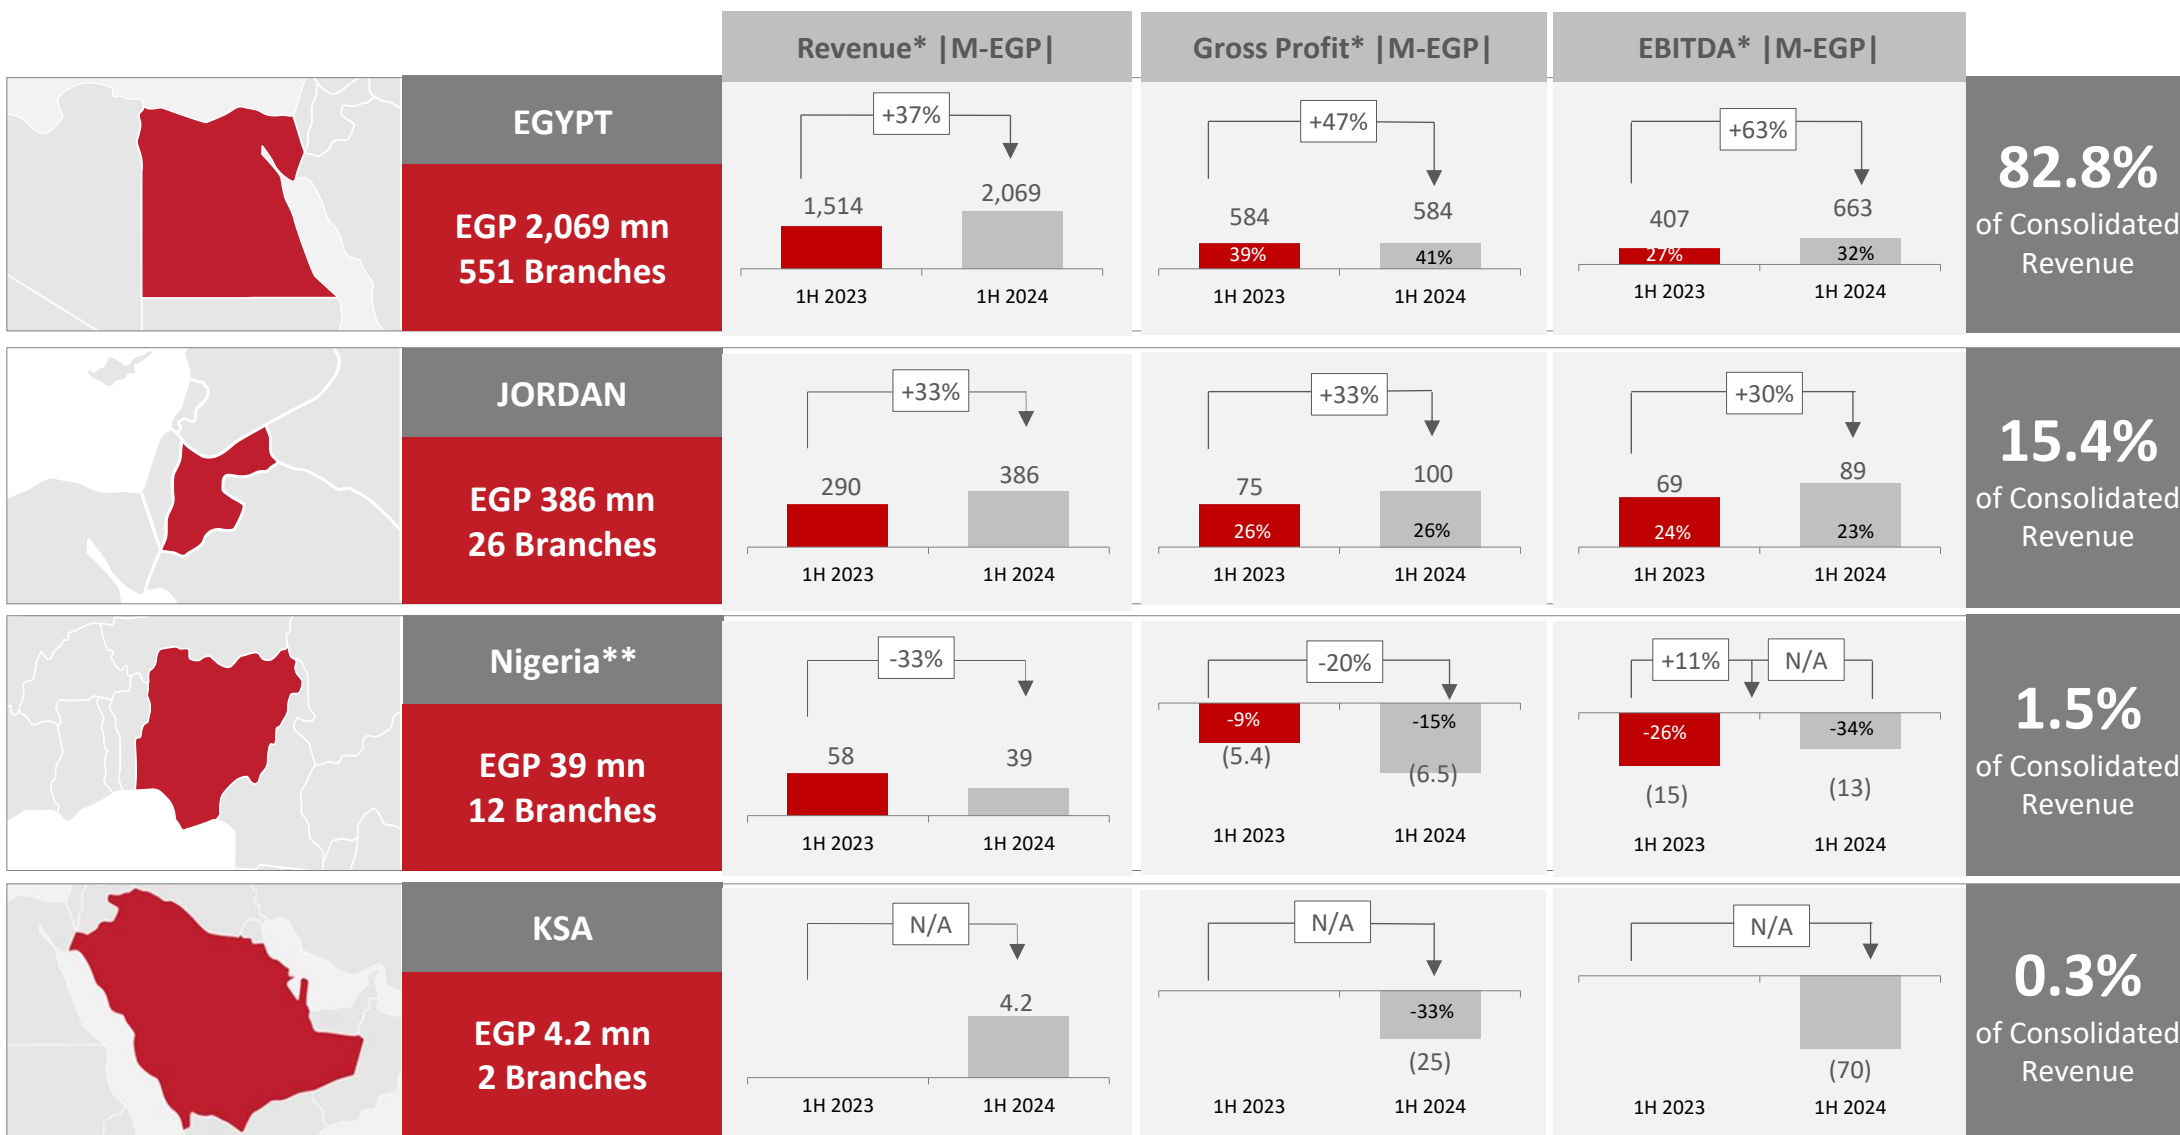 Revenue* |M-EGP|
Gross Profit* |M-EGP|
EBITDA* |M-EGP|
EGYPT
EGP 2,069 mn
551 Branches
+37%
1,514
2,069
1H 2023
1H 2024
+47%
584
584
39%
41%
1H 2023
1H 2024
+63%
407
663
27%
32%
1H 2023
1H 2024
82.8%
of Consolidated
Revenue
JORDAN
EGP 386 mn
26 Branches
+33%
290
386
1H 2023
1H 2024
+33%
75
100
26%
26%
1H 2023
1H 2024
+30%
69
89
24%
23%
1H 2023
1H 2024
15.4%
of Consolidated
Revenue
Nigeria**
EGP 39 mn
12 Branches
-33%
58
39
1H 2023
1H 2024
-20%
-9%
-15%
(5.4)
(6.5)
1H 2023
1H 2024
+11%
N/A
-26%
-34%
(15)
(13)
1H 2023
1H 2024
1.5%
of Consolidated
Revenue
KSA
EGP 4.2 mn
2 Branches
N/A
4.2
1H 2023
1H 2024
N/A
-33%
(25)
1H 2023
1H 2024
N/A
(70)
1H 2023
1H 2024
0.3%
of Consolidated
Revenue